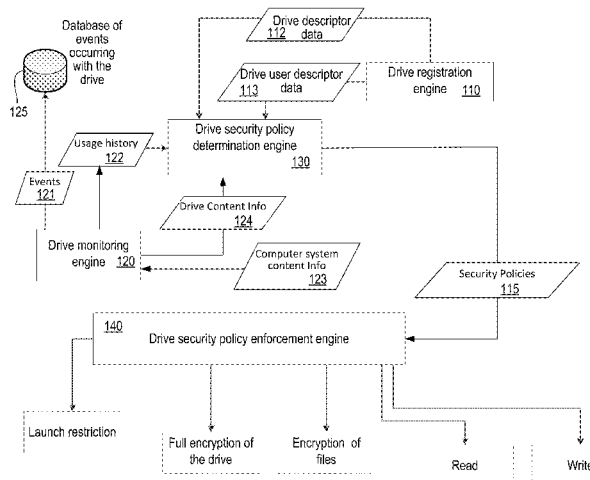 Database of
events
occurring
with the
drive
125
Drive descriptor
data
112
Drive user descriptor
data
113
Drive registration
engine 110
Usage history
122
Drive security policy
determination engine
130
Events
121
Drive Content Info
124
Drive monitoring
engine 120
Computer system
content Info
123
Security Policies
115
140
Drive security policy enforcement engine
Launch restriction
Full encryption of
the drive
Encryption of
files
Read
Write